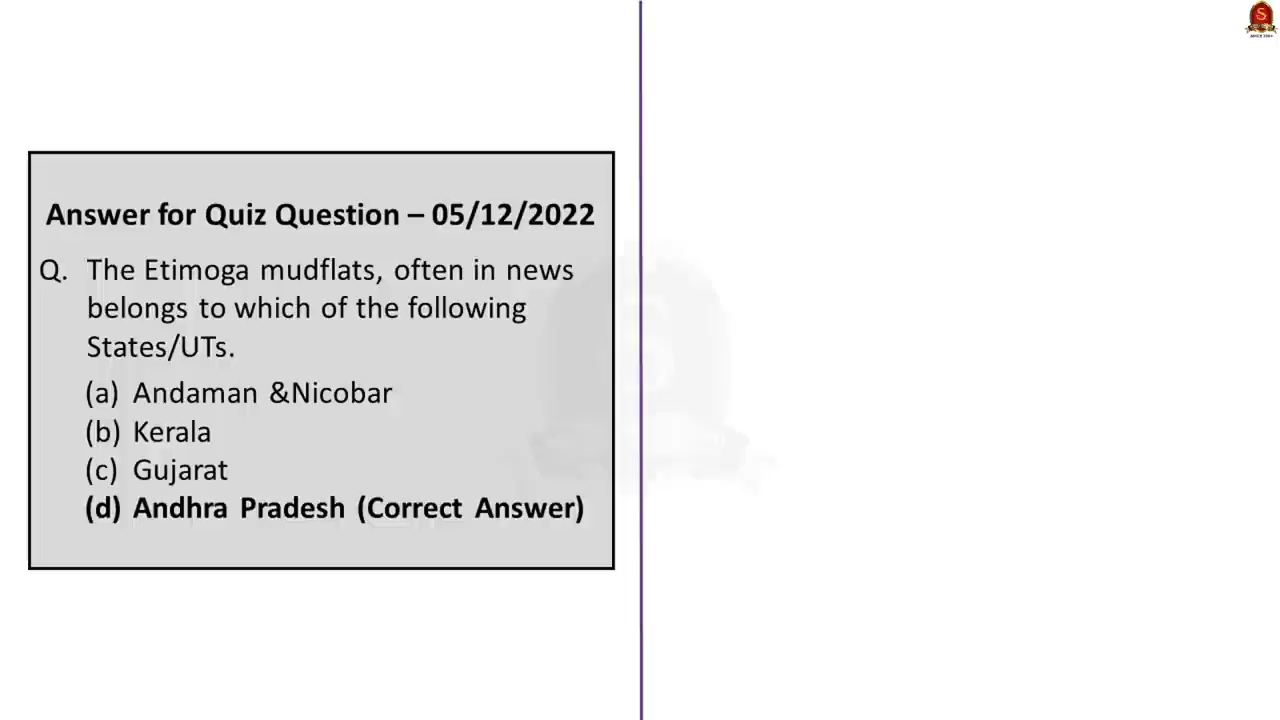 Answer for Quiz Question – 05/12/2022
Q. The Etimoga mudflats, often in news
belongs to which of the following
States/UTs.
(a) Andaman &Nicobar
(b) Kerala
(c) Gujarat
(d) Andhra Pradesh (Correct Answer)
S